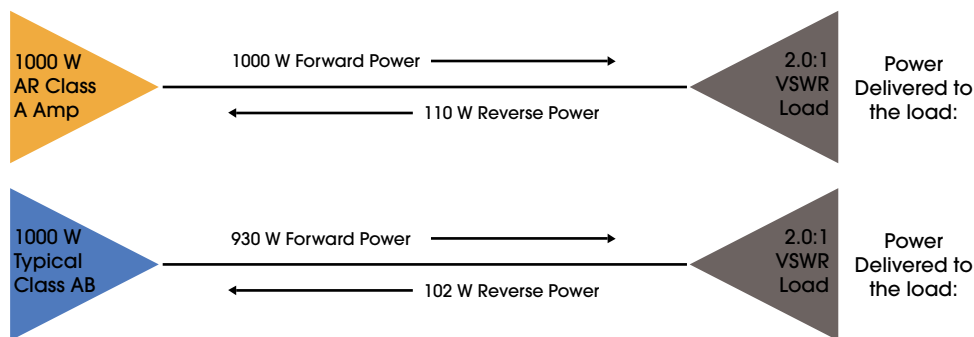 1000 W
AR Class
A Amp
1000 W Forward Power
110 W Reverse Power
2.0:1
VSWR
Load
Power
Delivered to
the load:
1000 W
Typical
Class AB
930 W Forward Power
102 W Reverse Power
2.0:1
VSWR
Load
Power
Delivered to
the load: